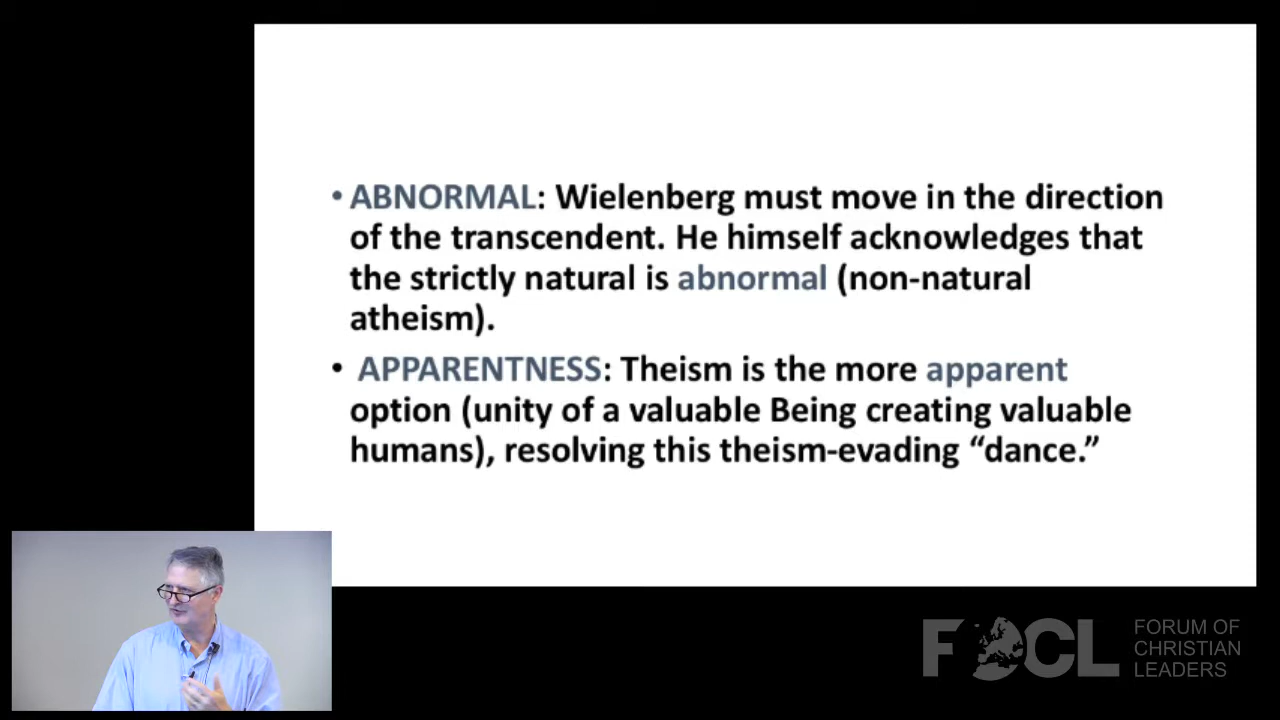 • ABNORMAL: Wielenberg must move in the direction
of the transcendent. He himself acknowledges that
the strictly natural is abnormal (non-natural
atheism).
• APPARENTNESS: Theism is the more apparent
option (unity of a valuable Being creating valuable
humans), resolving this theism-evading “dance.”
FOCL
FORUM OF
CHRISTIAN
LEADERS